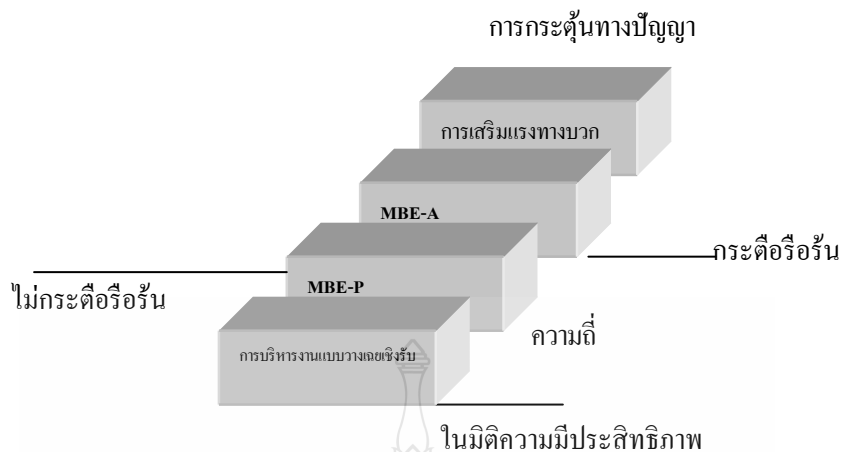 การกระตุ้นทางปัญญา
การเสริมแรงทางบวก
MBE-A
กระตือรือร้น
ไม่กระตือรือร้น
MBE-P
ความถี่
การบริหารงานแบบวางเฉยเชิงรับ
ในมิติความมีประสิทธิภาพ